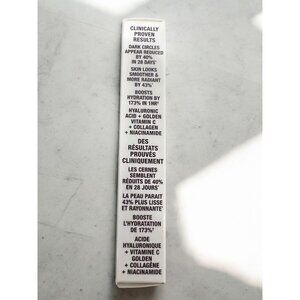 CLINICALLY
PROVEN
RESULTS
DARK CIRCLES
APPEAR REDUCED
BY 40%
IN 28 DAYS*
SKIN LOOKS
SMOOTHER &
MORE RADIANT
BY 43%*
BOOSTS
HYDRATION BY
173% IN 1HR†
HYALURONIC
ACID + GOLDEN
VITAMIN C
+ COLLAGEN
+ NIACINAMIDE
DES
RÉSULTATS
PROUVÉS
CLINIQUEMENT
LES CERNES
SEMBLENT
RÉDUITS DE 40%
EN 28 JOURS*
LA PEAU PARAIT
43% PLUS LISSE
ET RAYONNANTE*
BOOSTE
L'HYDRATATION
DE 173%†
ACIDE
HYALURONIQUE
+ VITAMINE C
GOLDEN
+ COLLAGÈNE
+ NIACINAMIDE